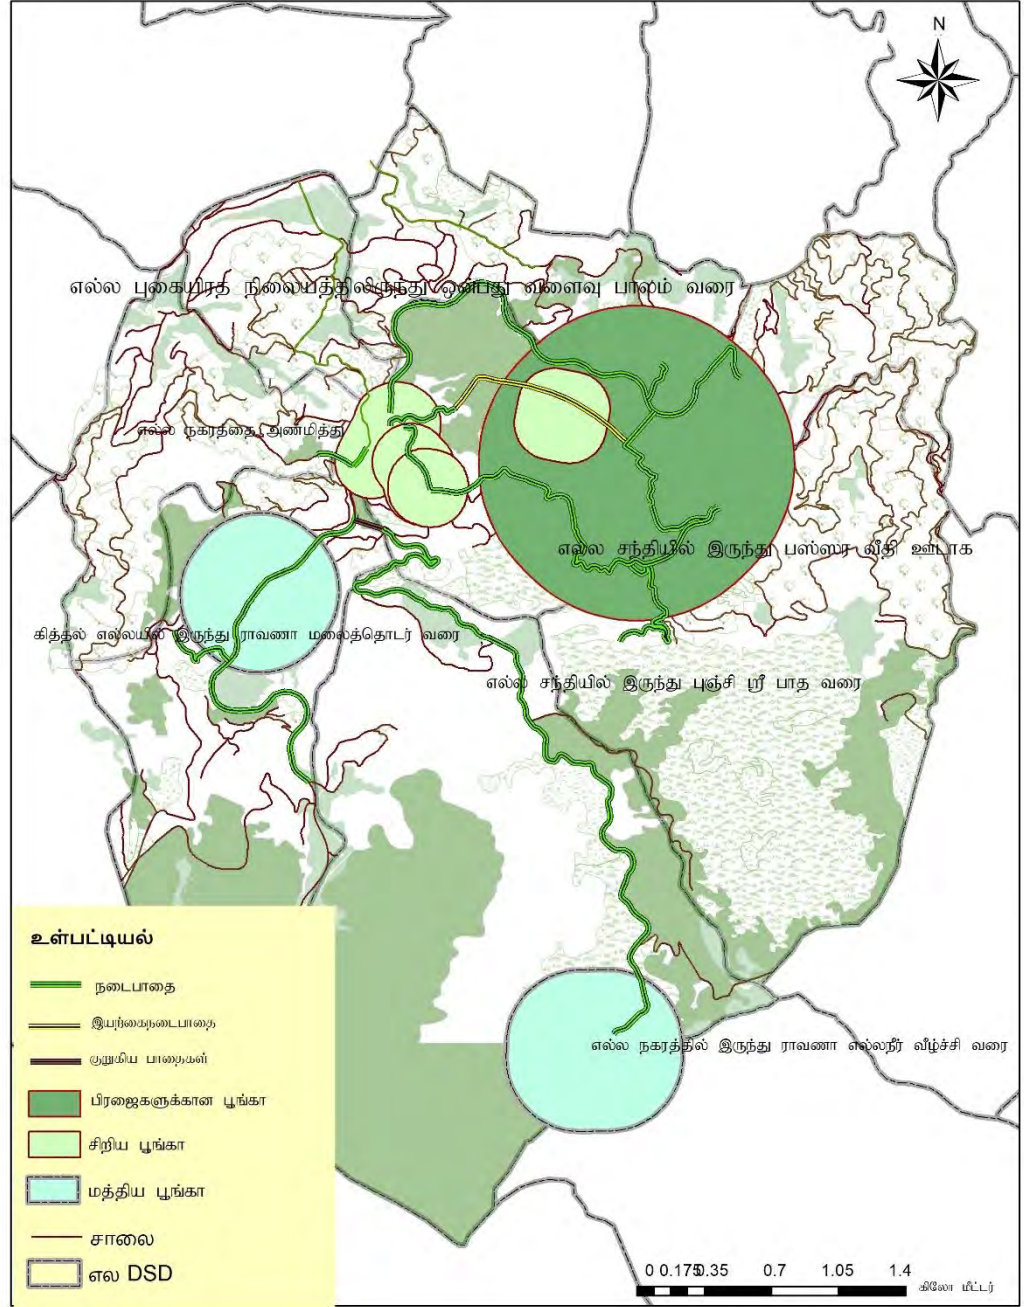 N
எல்ல புகையிரத நிலையத்திலிருந்து ஒன்பது வளைவு பாலம் வரை
எல்ல நகரத்தை அண்மித்து
எல்ல சந்தியில் இருந்து பஸ்ஸர வீதி ஊடாக
கித்தல் எல்லயில் இருந்து ராவணா மலைத்தொடர் வரை
எல்ல சந்தியில் இருந்து புஞ்சி ஸ்ரீ பாத வரை
எல்ல நகரத்தில் இருந்து ராவணா எல்லநீர் வீழ்ச்சி வரை
உள்பட்டியல்
நடைபாதை
இயற்கைநடைபாதை
குறுகிய பாதைகள்
பிரஜைகளுக்கான பூங்கா
சிறிய பூங்கா
மத்திய பூங்கா
சாலை
எல DSD
0 0.175 0.35 0.7 1.05 1.4
கிலோ மீட்டர்